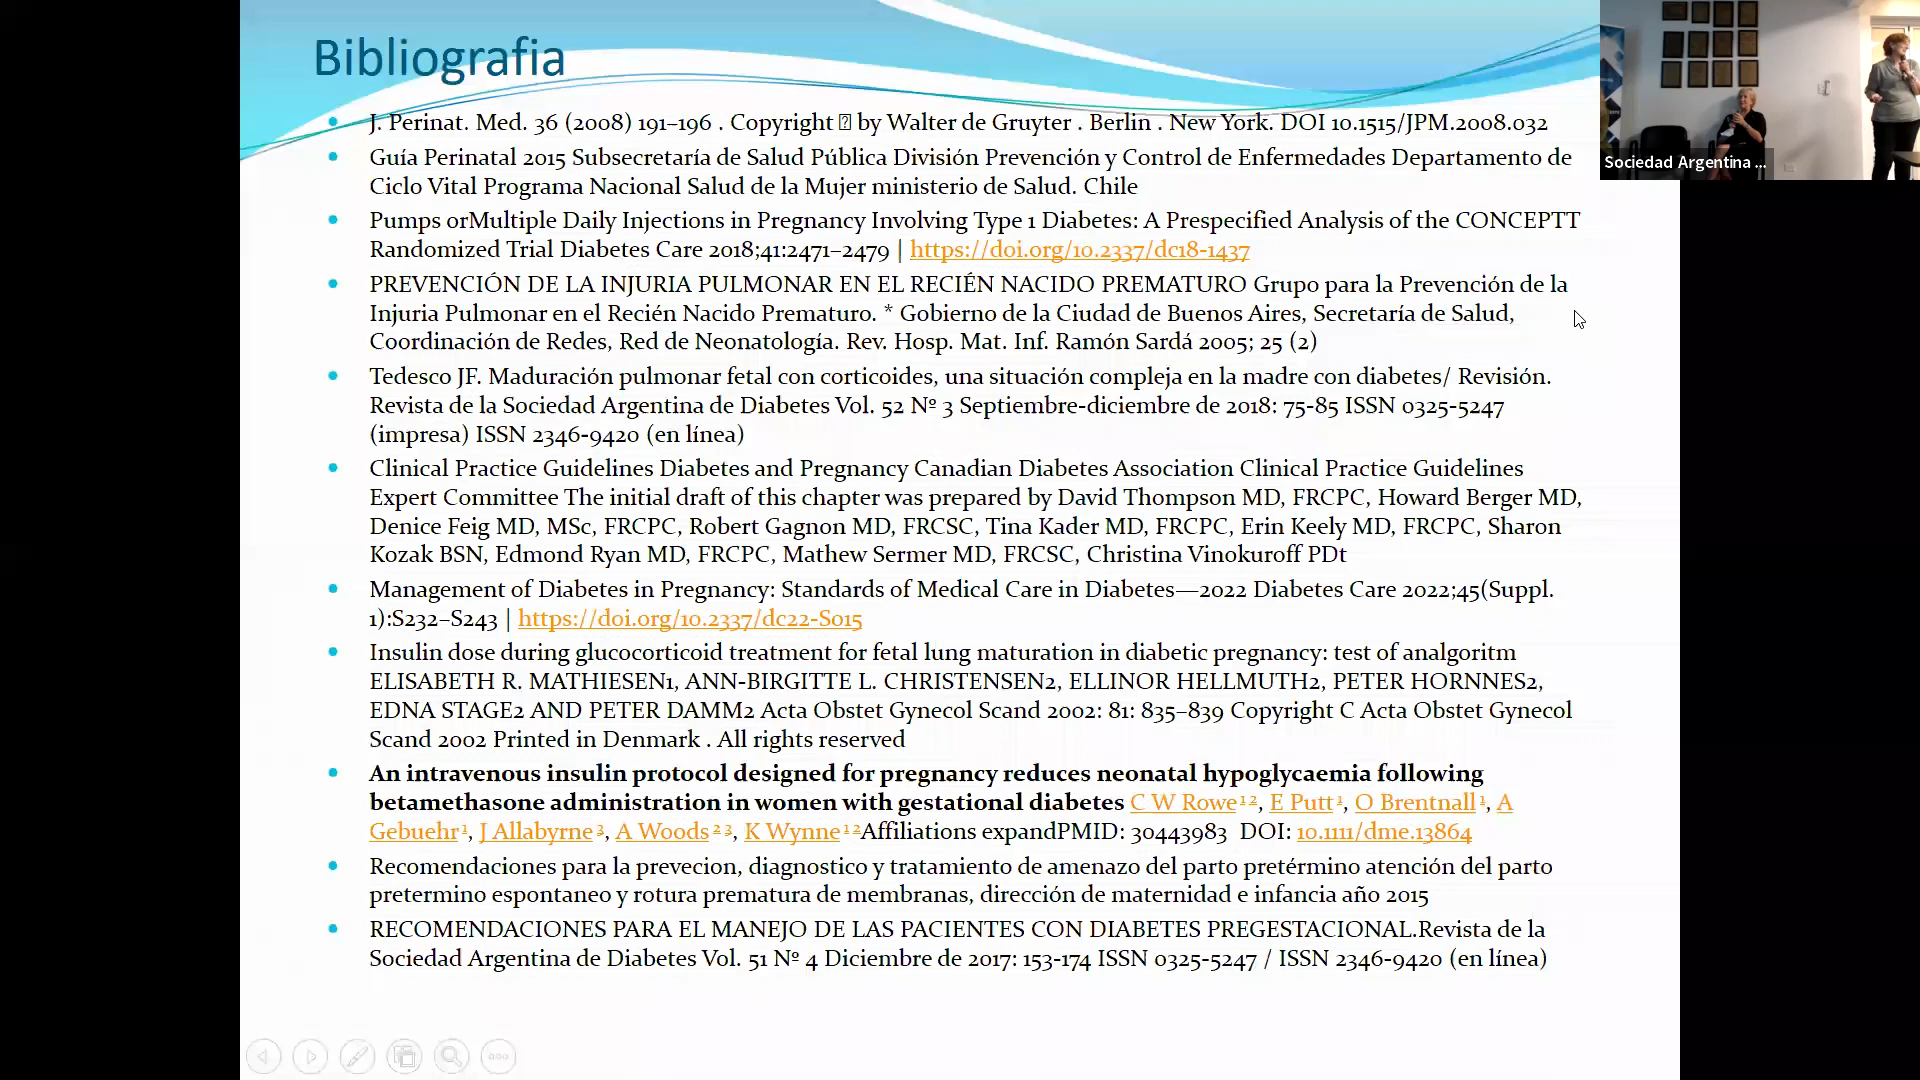 Bibliografia
J. Perinat. Med. 36 (2008) 191–196 . Copyright by Walter de Gruyter . Berlin . New York. DOI 10.1515/JPM.2008.032
Guía Perinatal 2015 Subsecretaría de Salud Pública División Prevención y Control de Enfermedades Departamento de
Ciclo Vital Programa Nacional Salud de la Mujer ministerio de Salud. Chile
Pumps orMultiple Daily Injections in Pregnancy Involving Type 1 Diabetes: A Prespecified Analysis of the CONCEPTT
Randomized Trial Diabetes Care 2018;41:2471–2479 | https://doi.org/10.2337/dc18-1437
PREVENCIÓN DE LA INJURIA PULMONAR EN EL RECIÉN NACIDO PREMATURO Grupo para la Prevención de la
Injuria Pulmonar en el Recién Nacido Prematuro. * Gobierno de la Ciudad de Buenos Aires, Secretaría de Salud,
Coordinación de Redes, Red de Neonatología. Rev. Hosp. Mat. Inf. Ramón Sardá 2005; 25 (2)
Tedesco JF. Maduración pulmonar fetal con corticoides, una situación compleja en la madre con diabetes/ Revisión.
Revista de la Sociedad Argentina de Diabetes Vol. 52 Nº 3 Septiembre-diciembre de 2018: 75-85 ISSN 0325-5247
(impresa) ISSN 2346-9420 (en línea)
Clinical Practice Guidelines Diabetes and Pregnancy Canadian Diabetes Association Clinical Practice Guidelines
Expert Committee The initial draft of this chapter was prepared by David Thompson MD, FRCPC, Howard Berger MD,
Denice Feig MD, MSc, FRCPC, Robert Gagnon MD, FRCSC, Tina Kader MD, FRCPC, Erin Keely MD, FRCPC, Sharon
Kozak BSN, Edmond Ryan MD, FRCPC, Mathew Sermer MD, FRCSC, Christina Vinokuroff PDt
Management of Diabetes in Pregnancy: Standards of Medical Care in Diabetes—2022 Diabetes Care 2022;45(Suppl.
1):S232–S243 | https://doi.org/10.2337/dc22-S015
Insulin dose during glucocorticoid treatment for fetal lung maturation in diabetic pregnancy: test of analgoritm
ELISABETH R. MATHIESEN1, ANN-BIRGITTE L. CHRISTENSEN2, ELLINOR HELLMUTH2, PETER HORNNES2,
EDNA STAGE2 AND PETER DAMM2 Acta Obstet Gynecol Scand 2002: 81: 835–839 Copyright C Acta Obstet Gynecol
Scand 2002 Printed in Denmark . All rights reserved
An intravenous insulin protocol designed for pregnancy reduces neonatal hypoglycaemia following
betamethasone administration in women with gestational diabetes C W Rowe 1 2, E Putt 1, O Brentnall 1, A
Gebuehr 1, J Allabyrne 3, A Woods 2 3, K Wynne 1 2Affiliations expandPMID: 30443983 DOI: 10.1111/dme.13864
Recomendaciones para la prevecion, diagnostico y tratamiento de amenazo del parto pretérmino atención del parto
pretermino espontaneo y rotura prematura de membranas, dirección de maternidad e infancia año 2015
RECOMENDACIONES PARA EL MANEJO DE LAS PACIENTES CON DIABETES PREGESTACIONAL.Revista de la
Sociedad Argentina de Diabetes Vol. 51 Nº 4 Diciembre de 2017: 153-174 ISSN 0325-5247 / ISSN 2346-9420 (en línea)
Sociedad Argentina ...